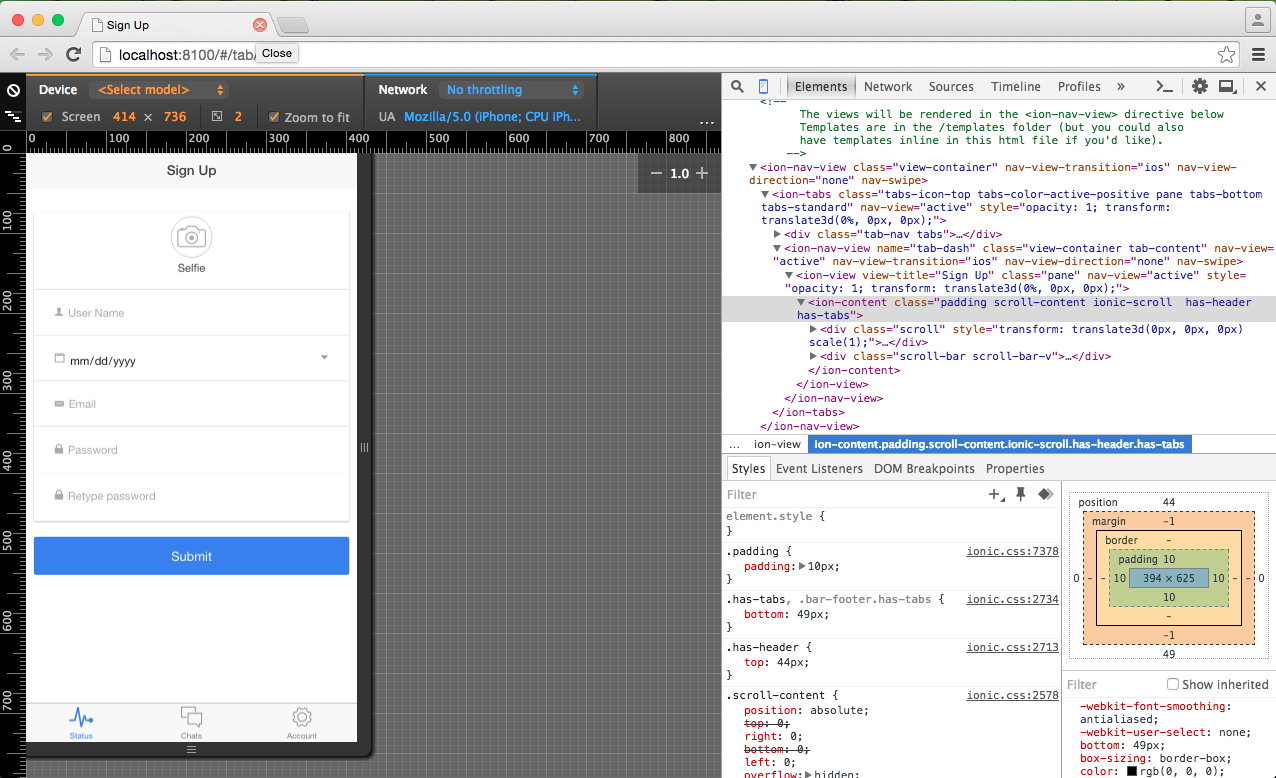 Sign Up
localhost:8100/#/tab/
Close
Device <Select model>
Network No throttling
Screen 414 × 736 2 Zoom to fit
UA Mozilla/5.0 (iPhone; CPU iPh...
...
0 100 200 300 400 500 600 700 800
0
100
200
300
400
500
600
700
1.0
Sign Up
Selfie
User Name
mm/dd/yyyy
Email
Password
Retype password
Submit
Status Chats Account
Elements Network Sources Timeline Profiles »
<!--
The views will be rendered in the <ion-nav-view> directive below
Templates are in the /templates folder (but you could also
have templates inline in this html file if you'd like).
-->
<ion-nav-view class="view-container" nav-view-transition="ios" nav-view-
direction="none" nav-swipe>
<ion-tabs class="tabs-icon-top tabs-color-active-positive pane tabs-bottom
tabs-standard" nav-view="active" style="opacity: 1; transform:
translate3d(0%, 0px, 0px);">
<div class="tab-nav tabs">…</div>
<ion-nav-view name="tab-dash" class="view-container tab-content" nav-view=
"active" nav-view-transition="ios" nav-view-direction="none" nav-swipe>
<ion-view view-title="Sign Up" class="pane" nav-view="active" style=
"opacity: 1; transform: translate3d(0%, 0px, 0px);">
<ion-content class="padding scroll-content ionic-scroll  has-header
has-tabs">
<div class="scroll" style="transform: translate3d(0px, 0px, 0px)
scale(1);">…</div>
<div class="scroll-bar scroll-bar-v">…</div>
</ion-content>
</ion-view>
</ion-nav-view>
</ion-tabs>
</ion-nav-view>
... ion-view ion-content.padding.scroll-content.ionic-scroll.has-header.has-tabs
Styles Event Listeners DOM Breakpoints Properties
Filter
element.style {
}
.padding { ionic.css:7378
padding: 10px;
}
.has-tabs, .bar-footer.has-tabs { ionic.css:2734
bottom: 49px;
}
.has-header { ionic.css:2713
top: 44px;
}
.scroll-content { ionic.css:2578
position: absolute;
top: 0;
right: 0;
bottom: 0;
left: 0;
overflow: hidden;
position 44
margin -1
border -
padding 10
0 - - 10 394 × 625 10 - - 0
10
-
-1
49
Filter Show inherited
-webkit-font-smoothing:
antialiased;
-webkit-user-select: none;
bottom: 49px;
box-sizing: border-box;
color: rgb(0, 0, 0);